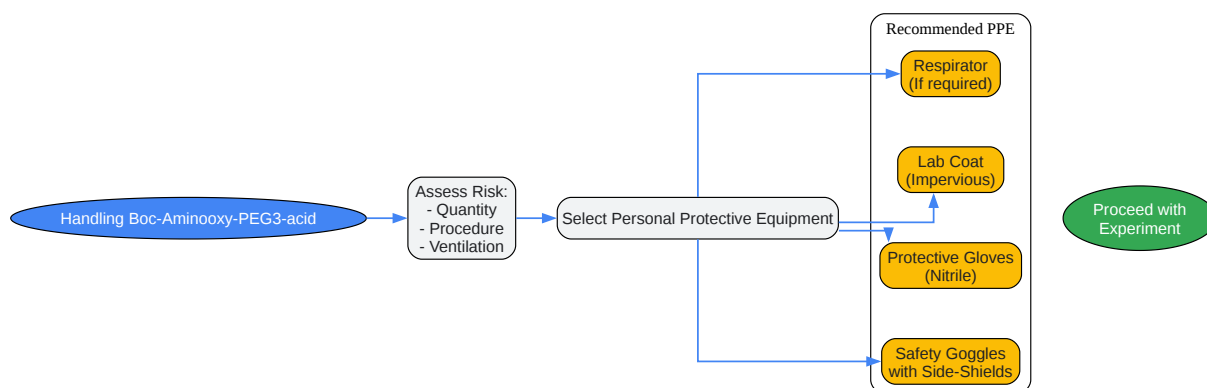 Recommended PPE
Respirator
(If required)
Lab Coat
(Impervious)
Handling Boc-Aminooxy-PEG3-acid
Assess Risk:
- Quantity
- Procedure
- Ventilation
Select Personal Protective Equipment
Proceed with
Experiment
Protective Gloves
(Nitrile)
Safety Goggles
with Side-Shields